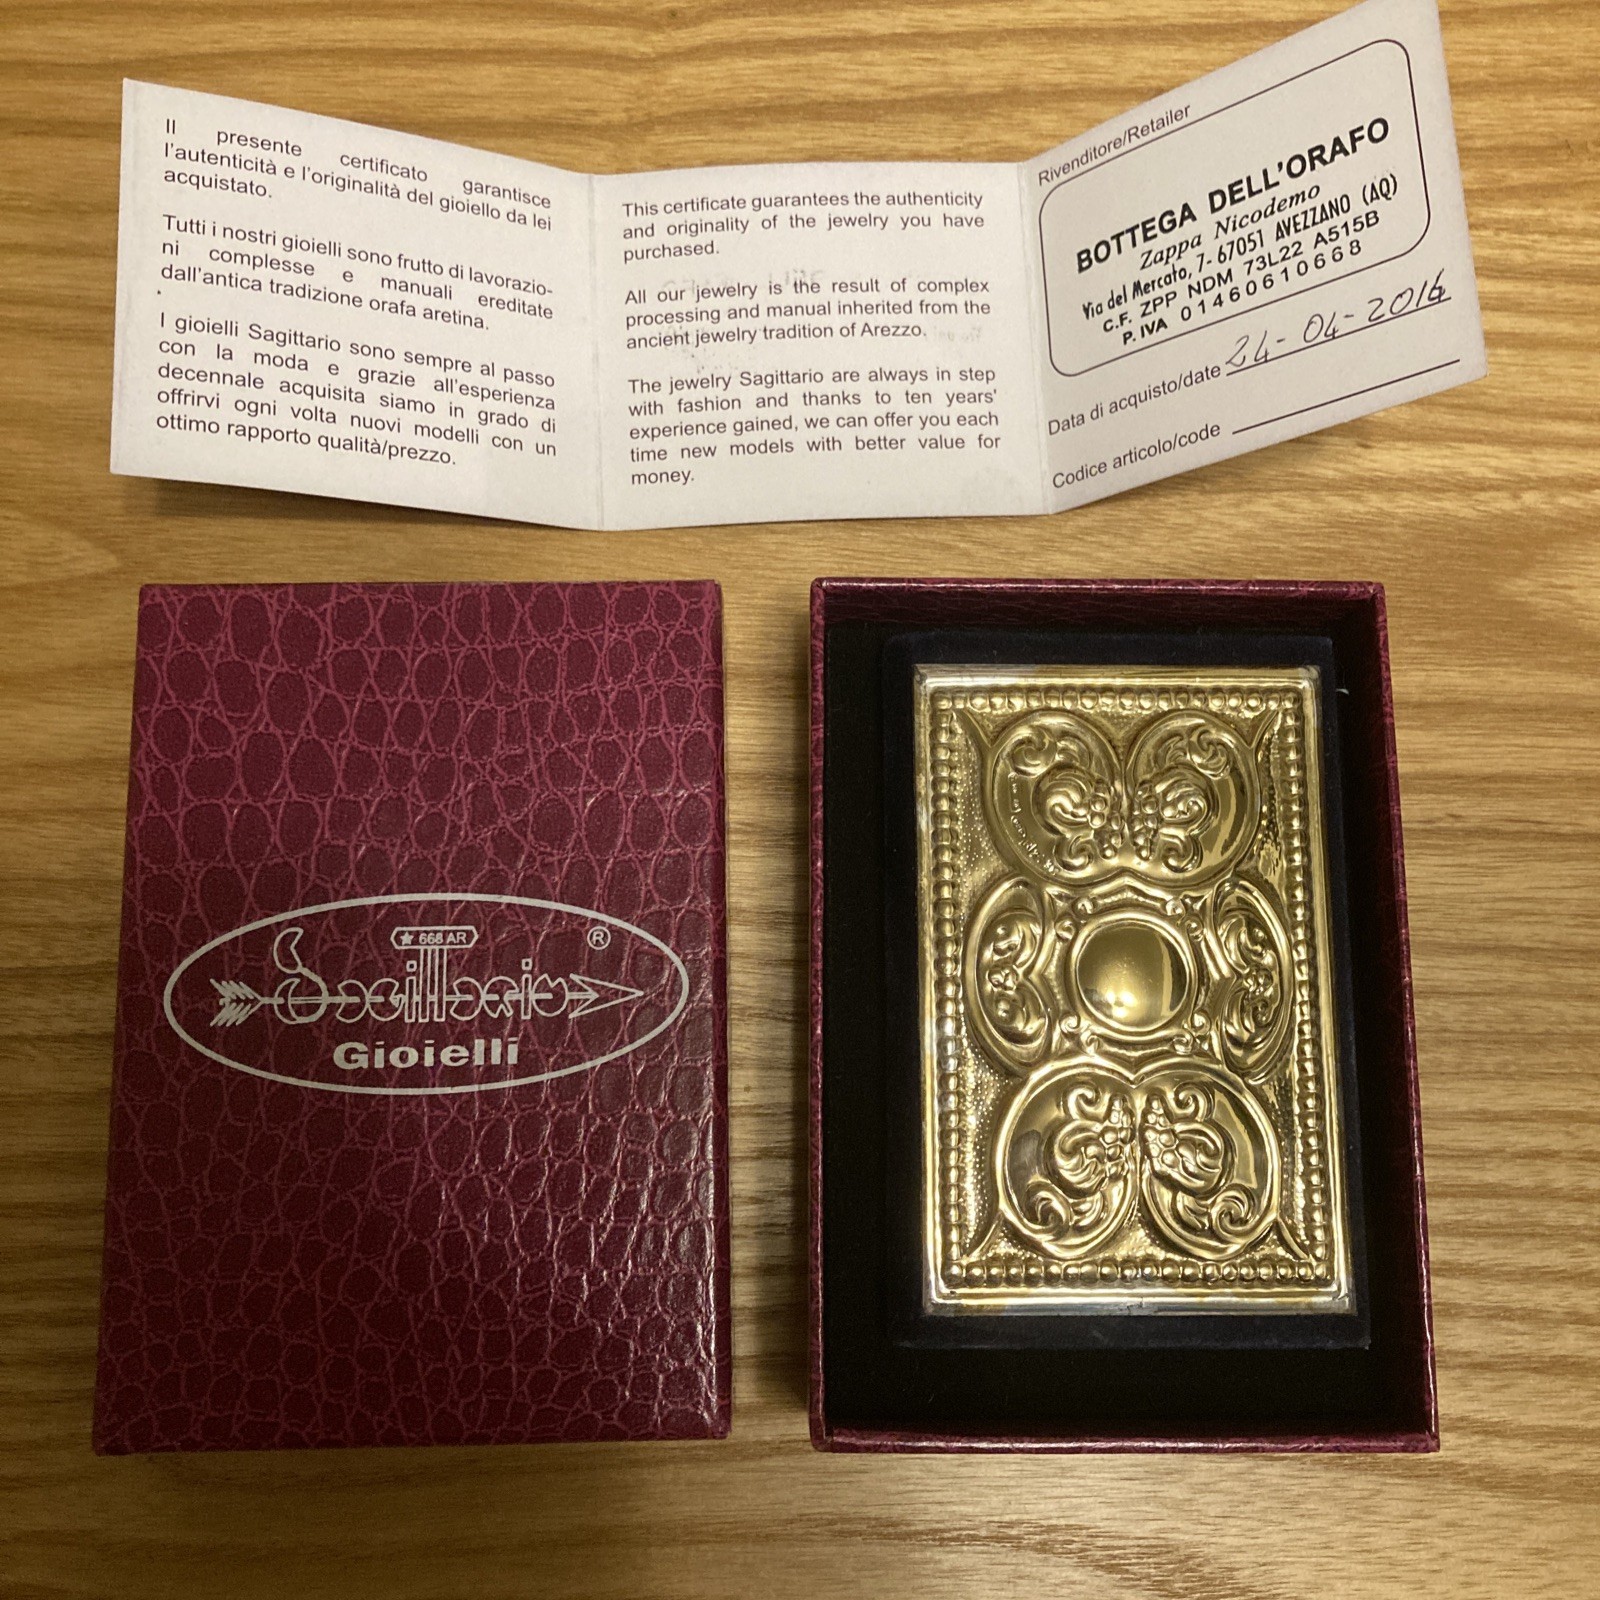 Il presente certificato garantisce
l'autenticità e l'originalità del gioiello da lei
acquistato.
Tutti i nostri gioielli sono frutto di lavorazio-
ni complesse e manuali ereditate
dall'antica tradizione orafa aretina.
I gioielli Sagittario sono sempre al passo
con la moda e grazie all'esperienza
decennale acquisita siamo in grado di
offrirvi ogni volta nuovi modelli con un
ottimo rapporto qualità/prezzo.
This certificate guarantees the authenticity
and originality of the jewelry you have
purchased.
All our jewelry is the result of complex
processing and manual inherited from the
ancient jewelry tradition of Arezzo.
The jewelry Sagittario are always in step
with fashion and thanks to ten years'
experience gained, we can offer you each
time new models with better value for
money.
Rivenditore/Retailer
BOTTEGA DELL'ORAFO
Zappa Nicodemo
Via del Mercato, 7 - 67051 AVEZZANO (AQ)
C.F. ZPP NDM 73L22 A515B
P. IVA 01460610668
Data di acquisto/date 24-04-2016
Codice articolo/code
★ 668 AR
®
Sagittario
Gioielli